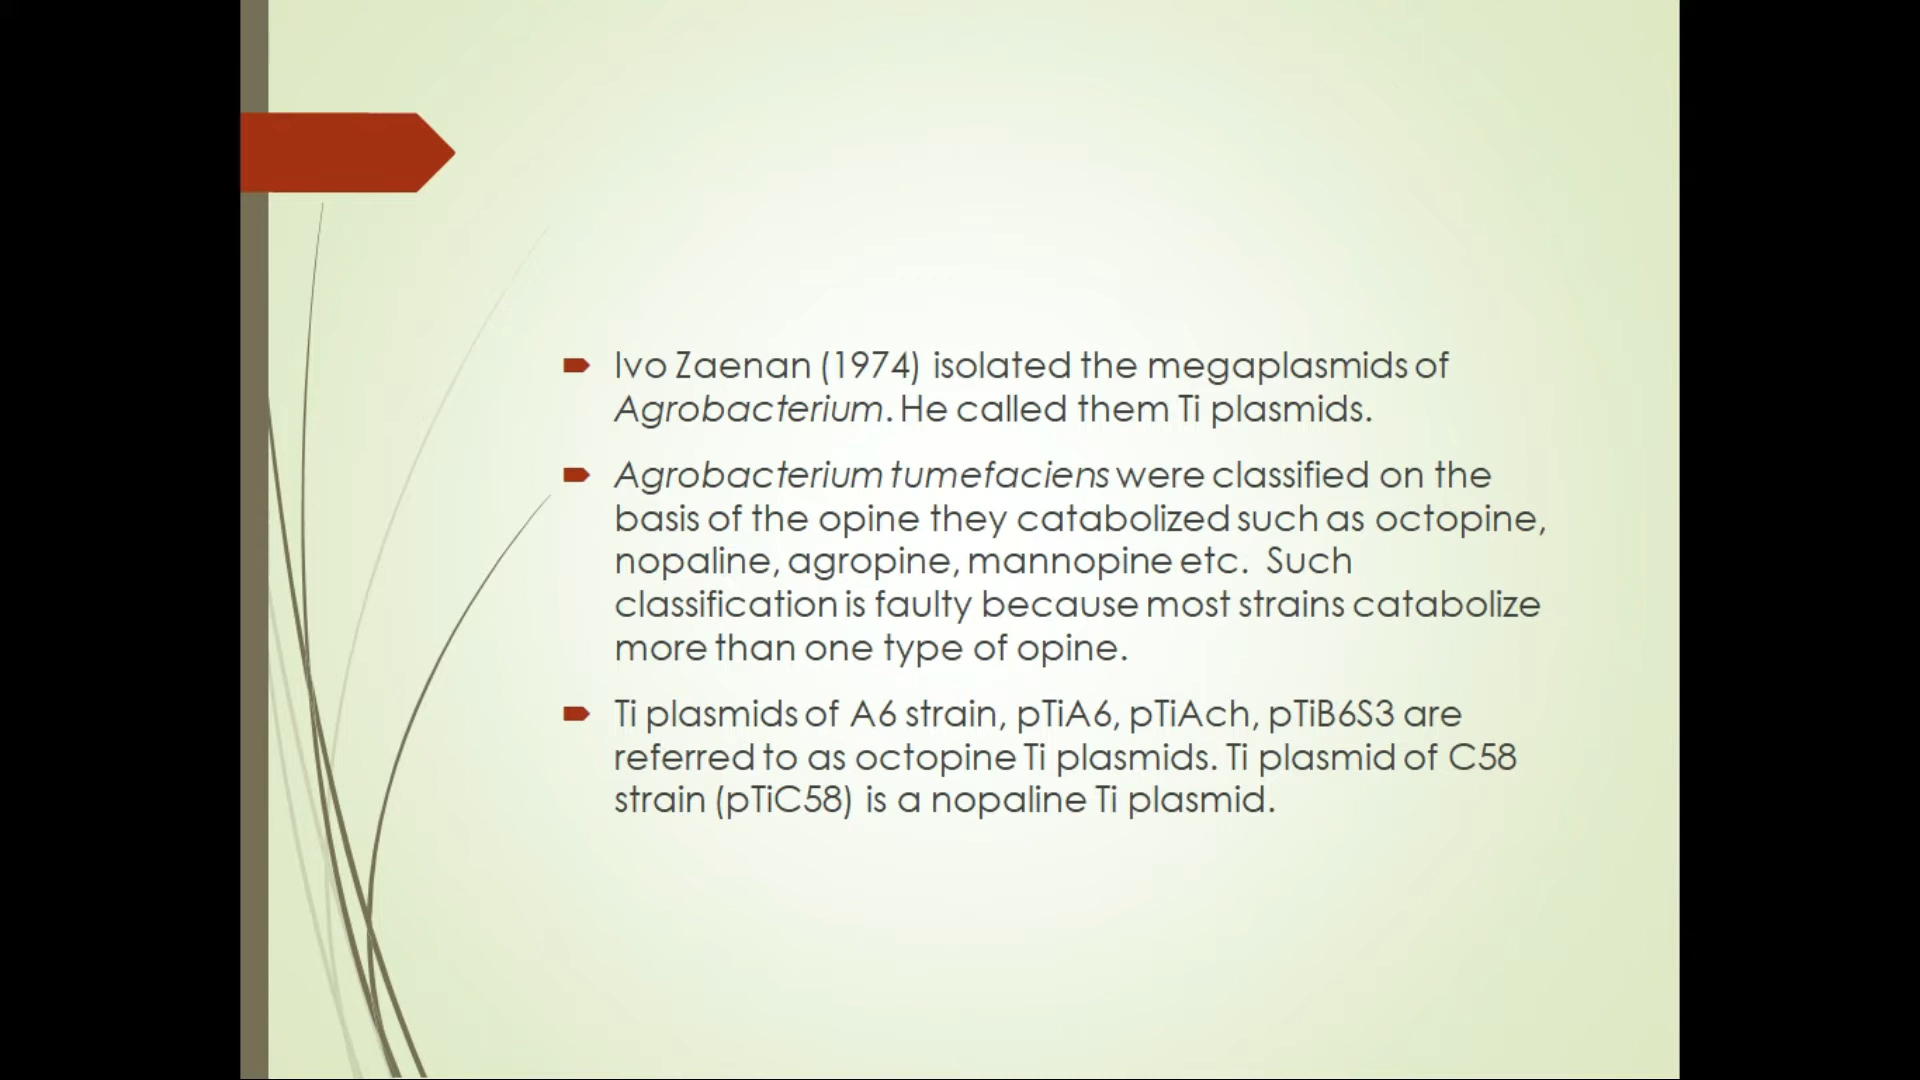 Ivo Zaenan (1974) isolated the megaplasmids of
Agrobacterium. He called them Ti plasmids.
Agrobacterium tumefaciens were classified on the
basis of the opine they catabolized such as octopine,
nopaline, agropine, mannopine etc.  Such
classification is faulty because most strains catabolize
more than one type of opine.
Ti plasmids of A6 strain, pTiA6, pTiAch, pTiB6S3 are
referred to as octopine Ti plasmids. Ti plasmid of C58
strain (pTiC58) is a nopaline Ti plasmid.